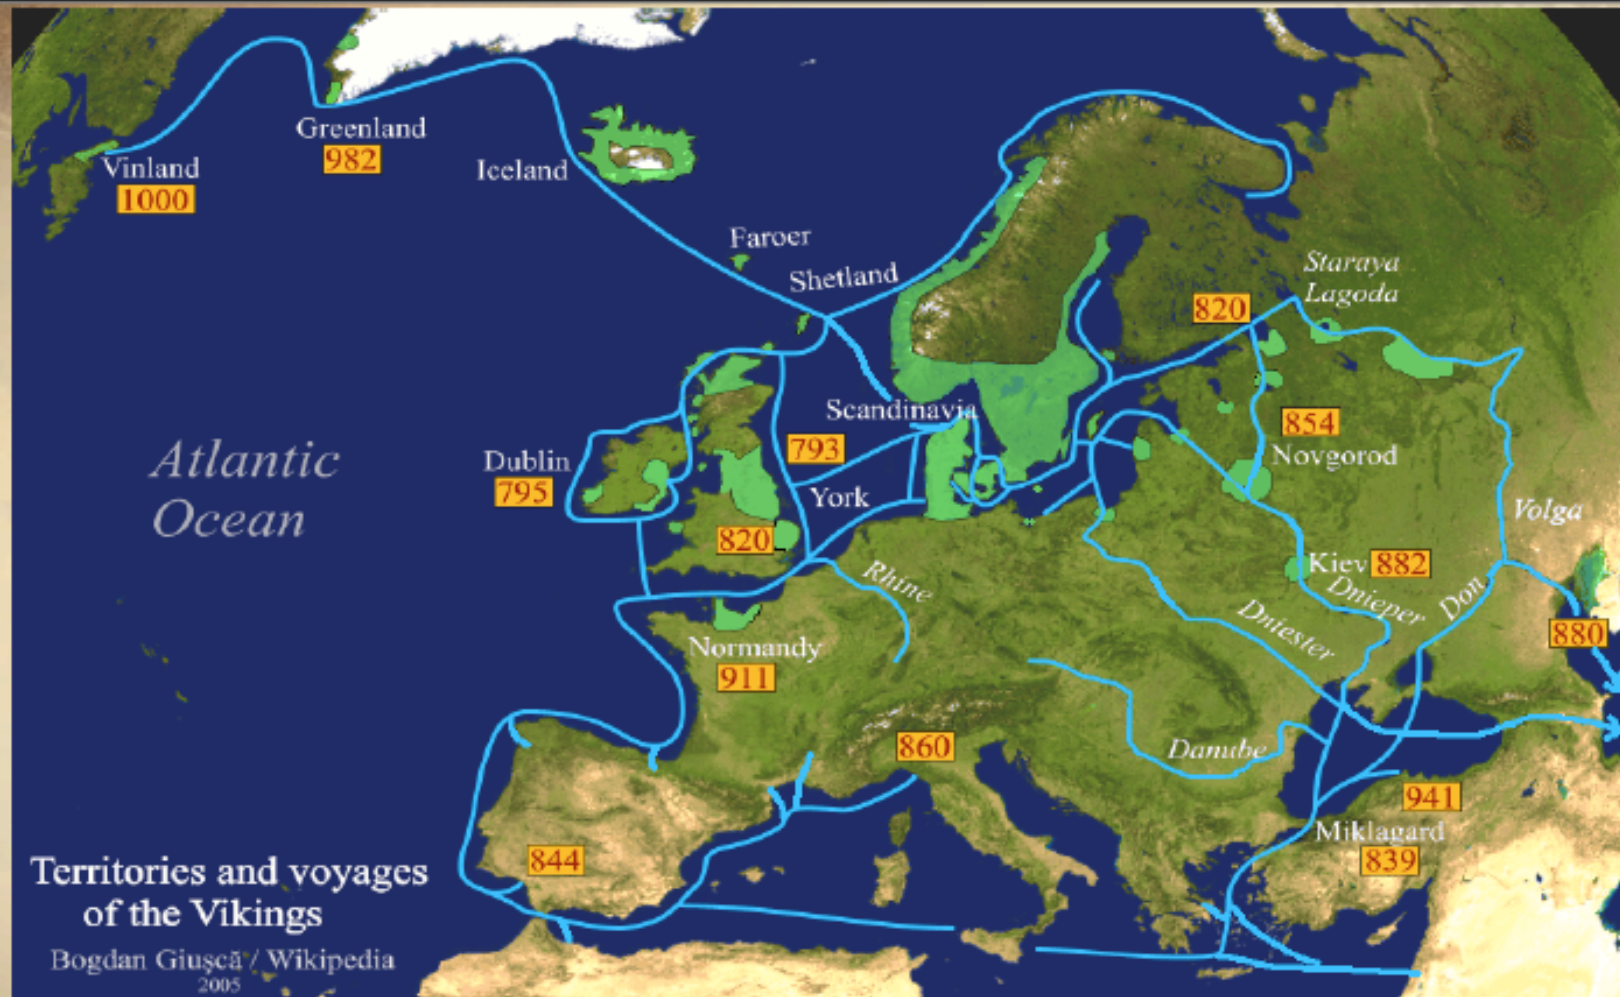 Greenland
982
Vinland
1000
Iceland
Faroer
Shetland
Staraya
Lagoda
820
Scandinavia
854
Novgorod
793
Dublin
795
York
Atlantic
Ocean
Volga
820
Kiev 882
Rhine
Dnieper
Don
Dniester
880
Normandy
911
860
Danube
941
Miklagard
839
844
Territories and voyages
of the Vikings
Bogdan Giușcă / Wikipedia
2005